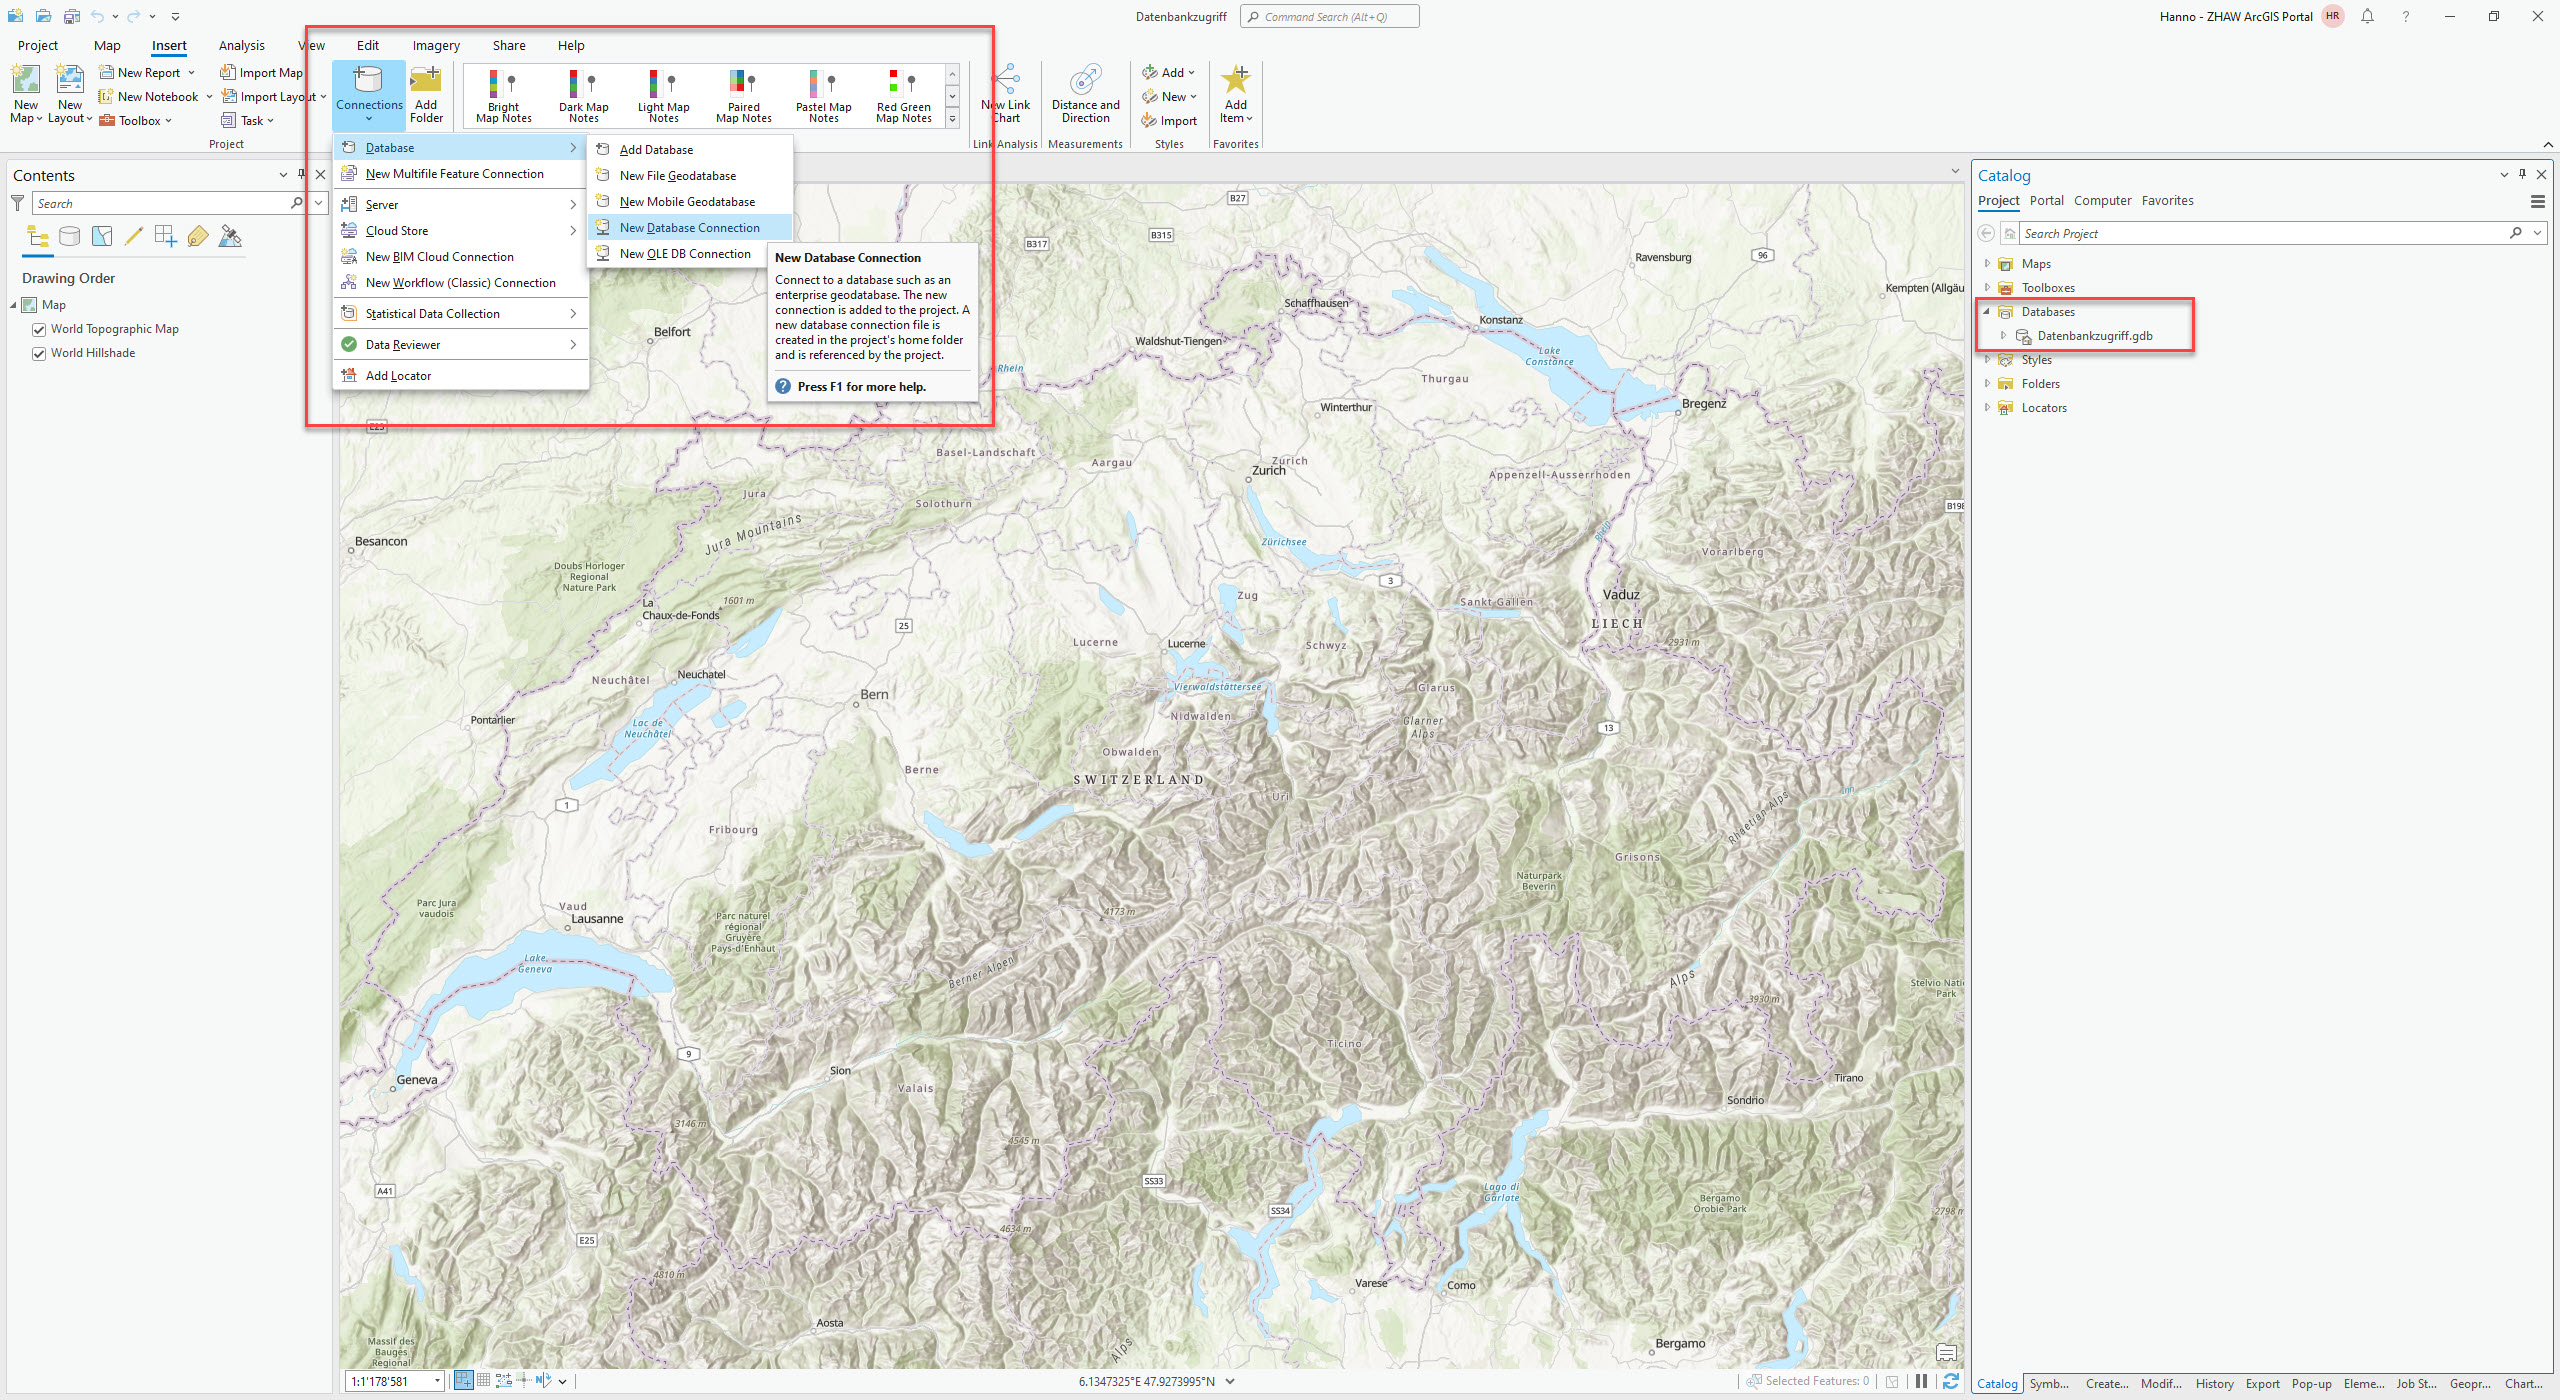 Datenbankzugriff
Command Search (Alt+Q)
Hanno - ZHAW ArcGIS Portal
HR
?
Project
Map
Insert
Analysis
View
Edit
Imagery
Share
Help
New Map
New Layout
New Report
New Notebook
Toolbox
Import Map
Import Layout
Task
Project
Connections
Add Folder
Bright Map Notes
Dark Map Notes
Light Map Notes
Paired Map Notes
Pastel Map Notes
Red Green Map Notes
New Link Chart
Link Analysis
Distance and Direction
Measurements
Add
New
Import
Styles
Add Item
Favorites
Database
New Multifile Feature Connection
Server
Cloud Store
New BIM Cloud Connection
New Workflow (Classic) Connection
Statistical Data Collection
Data Reviewer
Add Locator
Add Database
New File Geodatabase
New Mobile Geodatabase
New Database Connection
New OLE DB Connection
New Database Connection
Connect to a database such as an
enterprise geodatabase. The new
connection is added to the project. A
new database connection file is
created in the project's home folder
and is referenced by the project.
Press F1 for more help.
Contents
Search
Drawing Order
Map
World Topographic Map
World Hillshade
B27
B315
B317
96
Ravensburg
Kempten (Allgäu
Schaffhausen
Konstanz
Belfort
Waldshut-Tiengen
Lake
Constance
Rhein
Thurgau
Winterthur
Bregenz
E23
Basel-Landschaft
Aargau
Zurich
Zurich
Appenzell-Ausserrhoden
Jura
Solothurn
B198
Jura Mountains
Besancon
Zürichsee
Rhein
Vorarlberg
Doubs Horloger
Regional
Nature Park
3
La
Chaux-de-Fonds
1601 m
Zug
Sankt Gallen
Vaduz
25
LIECH
Lucerne
Lucerne
Schwyz
2931 m
Neuchâtel
Neuchatel
Bern
Vierwaldstättersee
Glarus
Pontarlier
Lac de
Neuchâtel
Nidwalden
Glarner
Alps
13
Obwalden
Berne
SWITZERLAND
Inn
1
Uri
Rhaetian Alps
Fribourg
Grisons
Naturpark
Beverin
Parc Jura
vaudois
Vaud
Lausanne
4173 m
Parc naturel
régional
Gruyère
Pays-d'Enhaut
Lake
Geneva
Berner Alpen
Alps
3930 m
Stelvio Natio
Park
Ticino
9
Geneva
Sion
Valais
Tirano
Sondrio
3146 m
4545 m
A41
SS33
SS34
Lago di
Garlate
Bergamo
Orobie Park
2798 m
4634 m
E25
4810 m
Varese
Como
Aosta
Massif des
Bauges
Regional
Alps
Bergamo
1:1'178'581
6.1347325°E 47.9273995°N
Selected Features: 0
Catalog
Project
Portal
Computer
Favorites
Search Project
Maps
Toolboxes
Databases
Datenbankzugriff.gdb
Styles
Folders
Locators
Catalog
Symb...
Create...
Modif...
History
Export
Pop-up
Eleme...
Job St...
Geopr...
Chart...